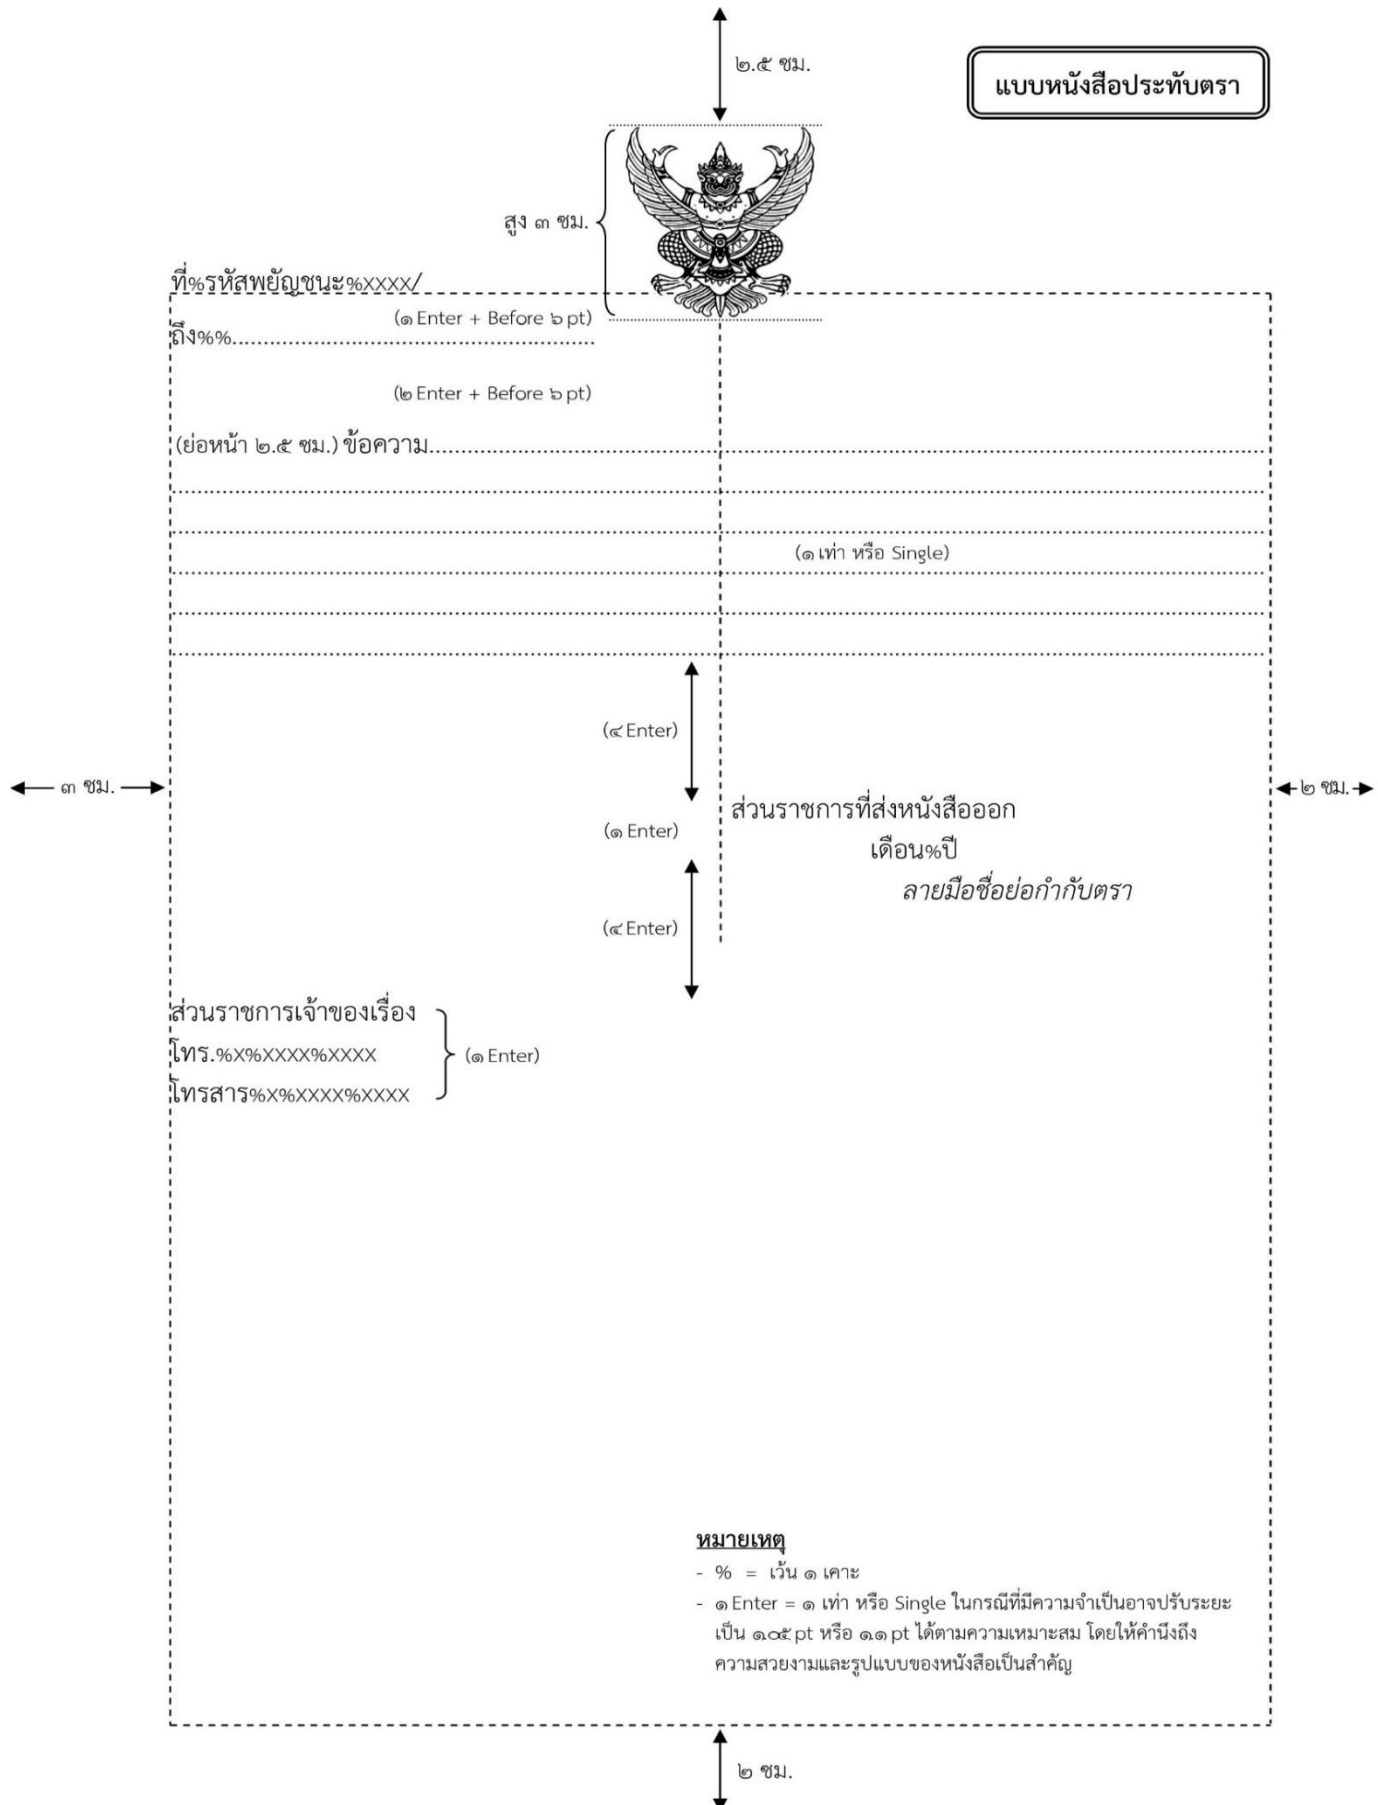 ๒.๕ ซม.
แบบหนังสือประทับตรา
สูง ๓ ซม.
ที่%รหัสพยัญชนะ%XXXX/
(๑ Enter + Before ๖ pt)
ถึง%%............................................................
(๒ Enter + Before ๖ pt)
(ย่อหน้า ๒.๕ ซม.) ข้อความ............................................................
(๑ เท่า หรือ Single)
(๔ Enter)
๓ ซม.
๒ ซม.
ส่วนราชการที่ส่งหนังสือออก
(๑ Enter)
เดือน%ปี
ลายมือชื่อย่อกำกับตรา
(๔ Enter)
ส่วนราชการเจ้าของเรื่อง
โทร.%X%XXXX%XXXX
(๑ Enter)
โทรสาร%X%XXXX%XXXX
หมายเหตุ
- % = เว้น ๑ เคาะ
- ๑ Enter = ๑ เท่า หรือ Single ในกรณีที่มีความจำเป็นอาจปรับระยะ
เป็น ๑.๐๕ pt หรือ ๑.๑ pt ได้ตามความเหมาะสม โดยให้คำนึงถึง
ความสวยงามและรูปแบบของหนังสือเป็นสำคัญ
๒ ซม.